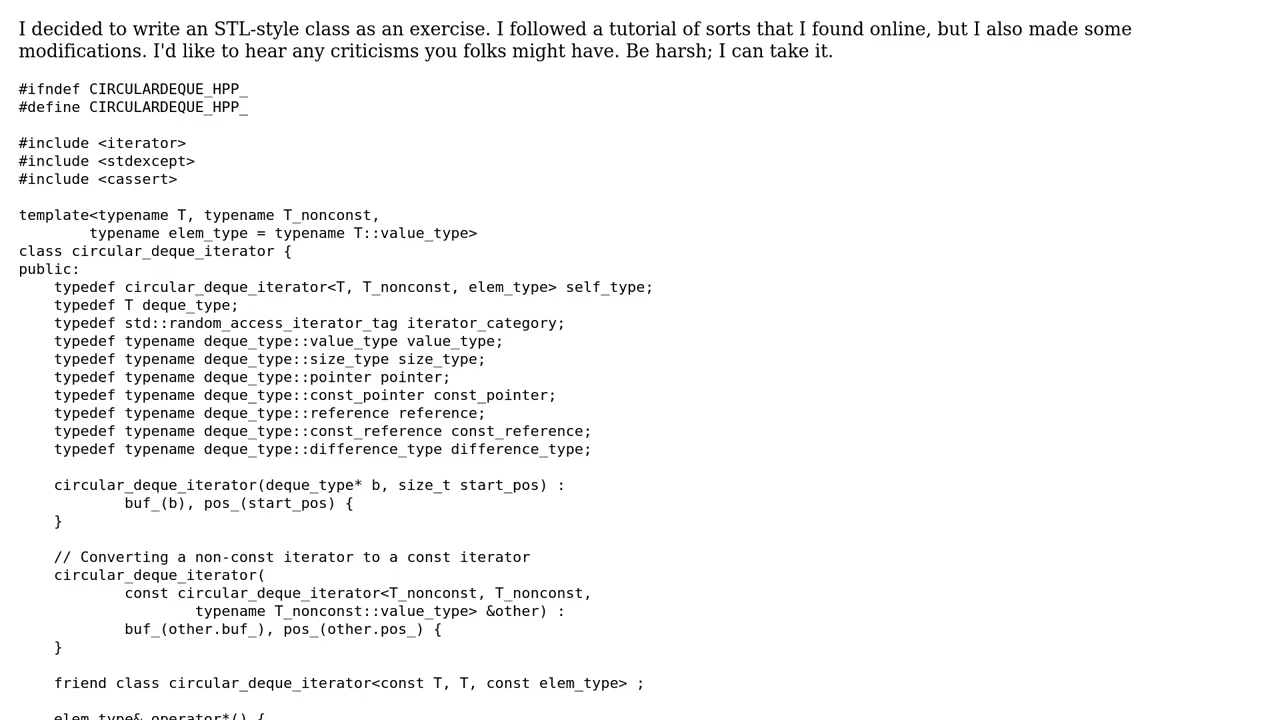 I decided to write an STL-style class as an exercise. I followed a tutorial of sorts that I found online, but I also made some
modifications. I'd like to hear any criticisms you folks might have. Be harsh; I can take it.
#ifndef CIRCULARDEQUE_HPP_
#define CIRCULARDEQUE_HPP_
#include <iterator>
#include <stdexcept>
#include <cassert>
template<typename T, typename T_nonconst,
        typename elem_type = typename T::value_type>
class circular_deque_iterator {
public:
    typedef circular_deque_iterator<T, T_nonconst, elem_type> self_type;
    typedef T deque_type;
    typedef std::random_access_iterator_tag iterator_category;
    typedef typename deque_type::value_type value_type;
    typedef typename deque_type::size_type size_type;
    typedef typename deque_type::pointer pointer;
    typedef typename deque_type::const_pointer const_pointer;
    typedef typename deque_type::reference reference;
    typedef typename deque_type::const_reference const_reference;
    typedef typename deque_type::difference_type difference_type;
    circular_deque_iterator(deque_type* b, size_t start_pos) :
            buf_(b), pos_(start_pos) {
    }
    // Converting a non-const iterator to a const iterator
    circular_deque_iterator(
            const circular_deque_iterator<T_nonconst, T_nonconst,
                    typename T_nonconst::value_type> &other) :
            buf_(other.buf_), pos_(other.pos_) {
    }
    friend class circular_deque_iterator<const T, T, const elem_type> ;
    elem_type& operator*() {